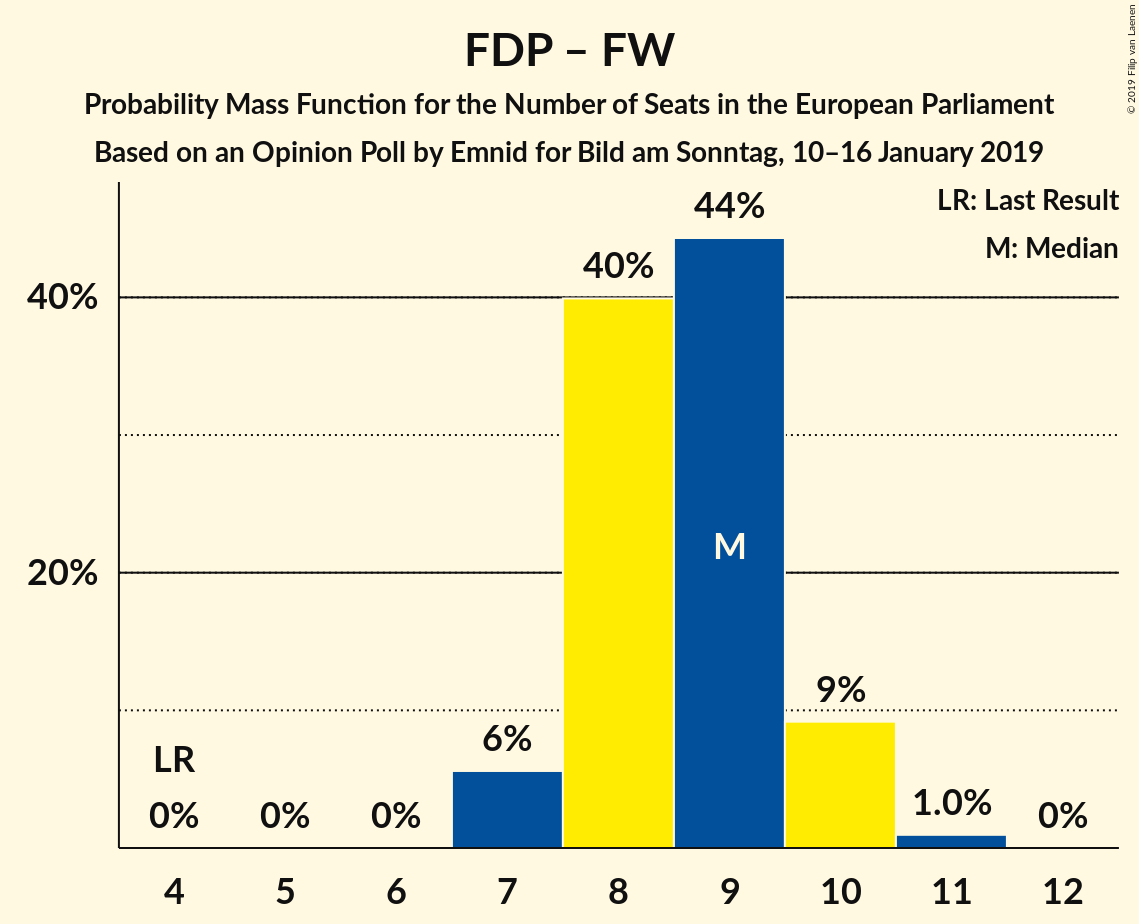 FDP – FW
Probability Mass Function for the Number of Seats in the European Parliament
Based on an Opinion Poll by Emnid for Bild am Sonntag, 10–16 January 2019
© 2019 Filip van Laenen
LR: Last Result
M: Median
44%
40%
40%
M
20%
9%
6%
LR
1.0%
0%
0%
0%
0%
4
5
6
7
8
9
10
11
12